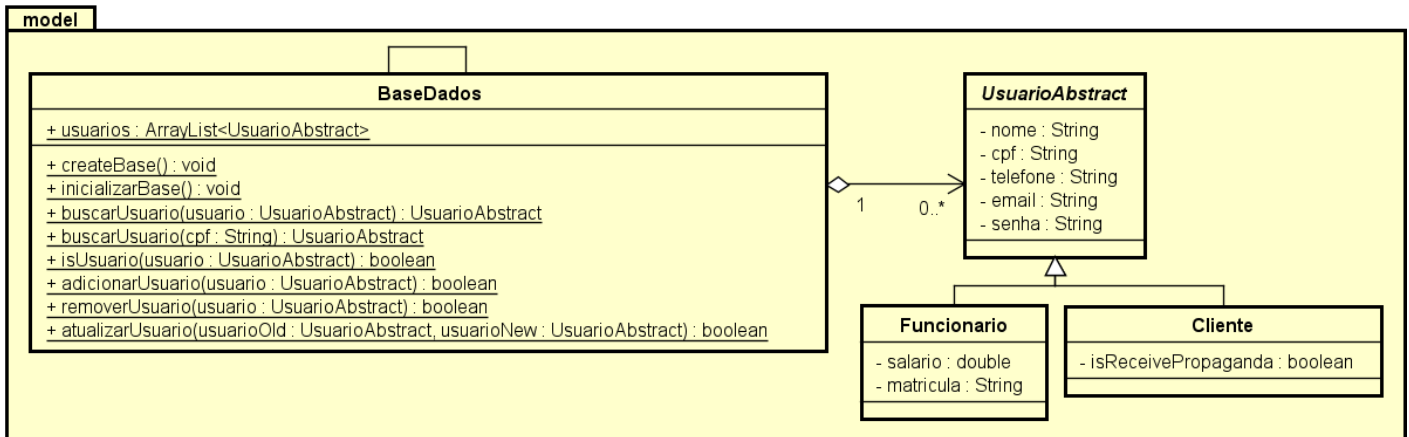 model
BaseDados
+ usuarios : ArrayList<UsuarioAbstract>
+ createBase() : void
+ inicializarBase() : void
+ buscarUsuario(usuario : UsuarioAbstract) : UsuarioAbstract
+ buscarUsuario(cpf : String) : UsuarioAbstract
+ isUsuario(usuario : UsuarioAbstract) : boolean
+ adicionarUsuario(usuario : UsuarioAbstract) : boolean
+ removerUsuario(usuario : UsuarioAbstract) : boolean
+ atualizarUsuario(usuarioOld : UsuarioAbstract, usuarioNew : UsuarioAbstract) : boolean
1
0..*
UsuarioAbstract
- nome : String
- cpf : String
- telefone : String
- email : String
- senha : String
Funcionario
- salario : double
- matricula : String
Cliente
- isReceivePropaganda : boolean